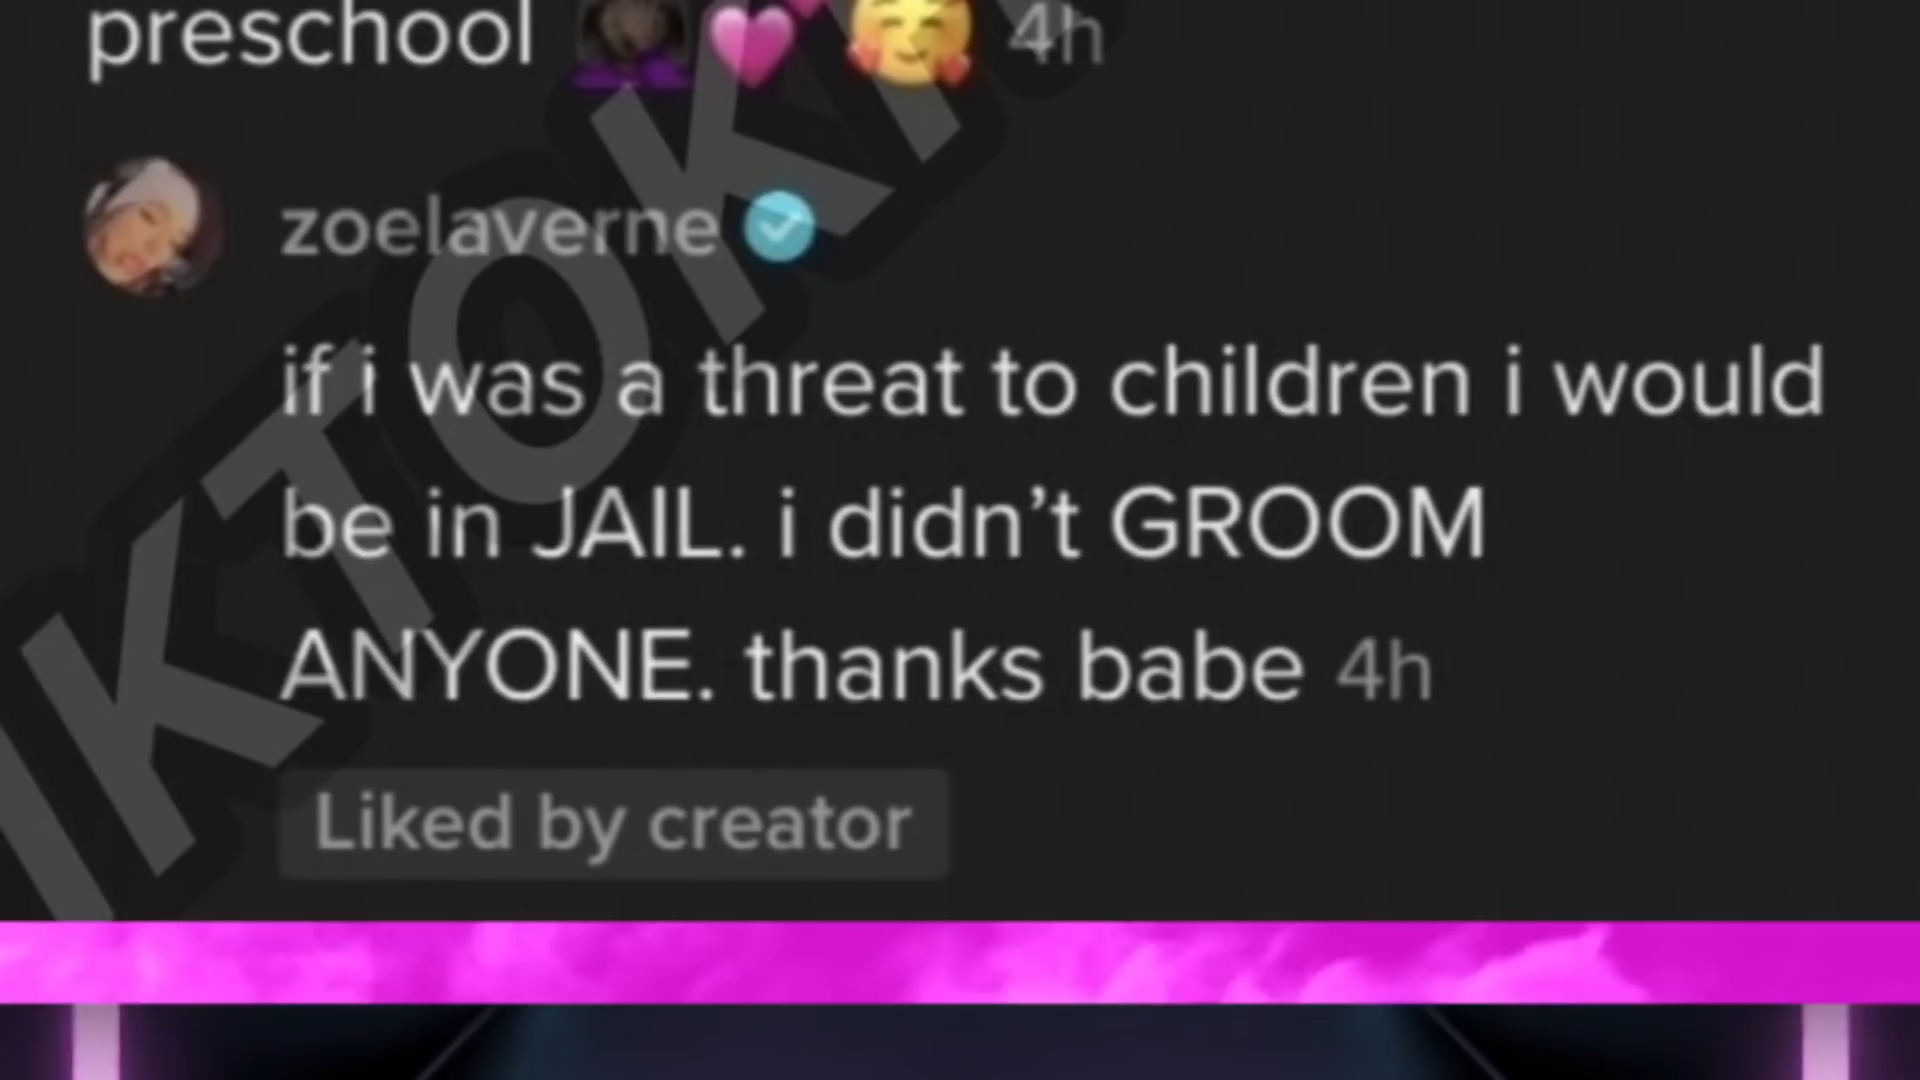 preschool 💕🥰 4h
zoelaverne
if i was a threat to children i would
be in JAIL. i didn’t GROOM
ANYONE. thanks babe 4h
Liked by creator
IKTOK